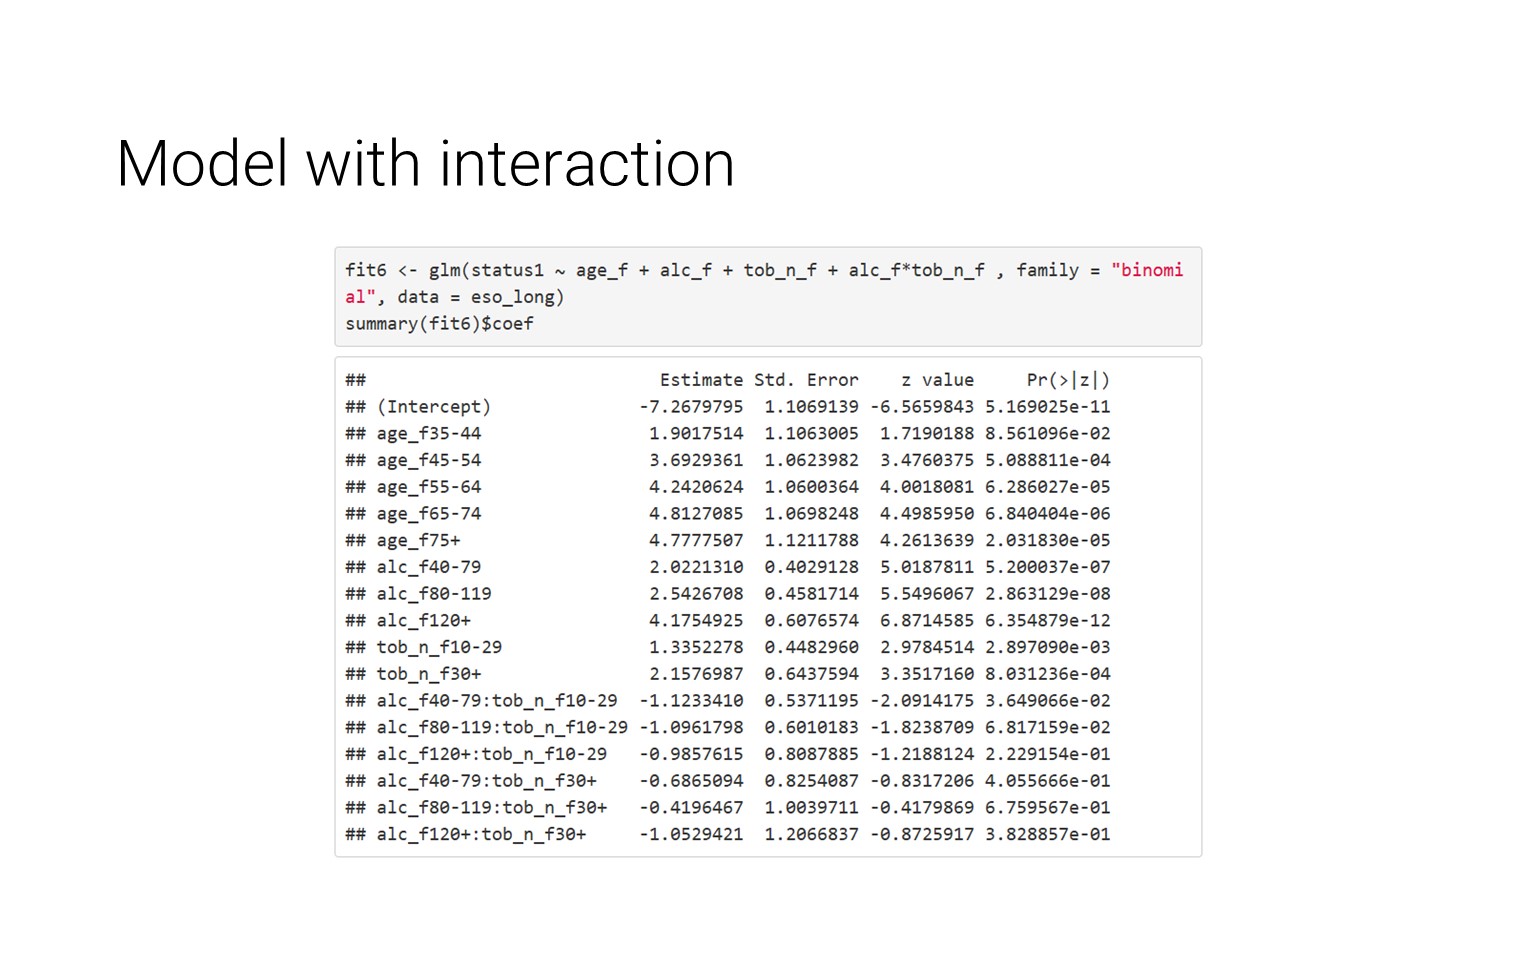 Model with interaction
fit6 <- glm(status1 ~ age_f + alc_f + tob_n_f + alc_f*tob_n_f , family = "binomi
al", data = eso_long)
summary(fit6)$coef
##                            Estimate Std. Error    z value     Pr(>|z|)
## (Intercept)              -7.2679795  1.1069139 -6.5659843 5.169025e-11
## age_f35-44                1.9017514  1.1063005  1.7190188 8.561096e-02
## age_f45-54                3.6929361  1.0623982  3.4760375 5.088811e-04
## age_f55-64                4.2420624  1.0600364  4.0018081 6.286027e-05
## age_f65-74                4.8127085  1.0698248  4.4985950 6.840404e-06
## age_f75+                  4.7777507  1.1211788  4.2613639 2.031830e-05
## alc_f40-79                2.0221310  0.4029128  5.0187811 5.200037e-07
## alc_f80-119               2.5426708  0.4581714  5.5496067 2.863129e-08
## alc_f120+                 4.1754925  0.6076574  6.8714585 6.354879e-12
## tob_n_f10-29              1.3352278  0.4482960  2.9784514 2.897090e-03
## tob_n_f30+                2.1576987  0.6437594  3.3517160 8.031236e-04
## alc_f40-79:tob_n_f10-29  -1.1233410  0.5371195 -2.0914175 3.649066e-02
## alc_f80-119:tob_n_f10-29 -1.0961798  0.6010183 -1.8238709 6.817159e-02
## alc_f120+:tob_n_f10-29   -0.9857615  0.8087885 -1.2188124 2.229154e-01
## alc_f40-79:tob_n_f30+    -0.6865094  0.8254087 -0.8317206 4.055666e-01
## alc_f80-119:tob_n_f30+   -0.4196467  1.0039711 -0.4179869 6.759567e-01
## alc_f120+:tob_n_f30+     -1.0529421  1.2066837 -0.8725917 3.828857e-01